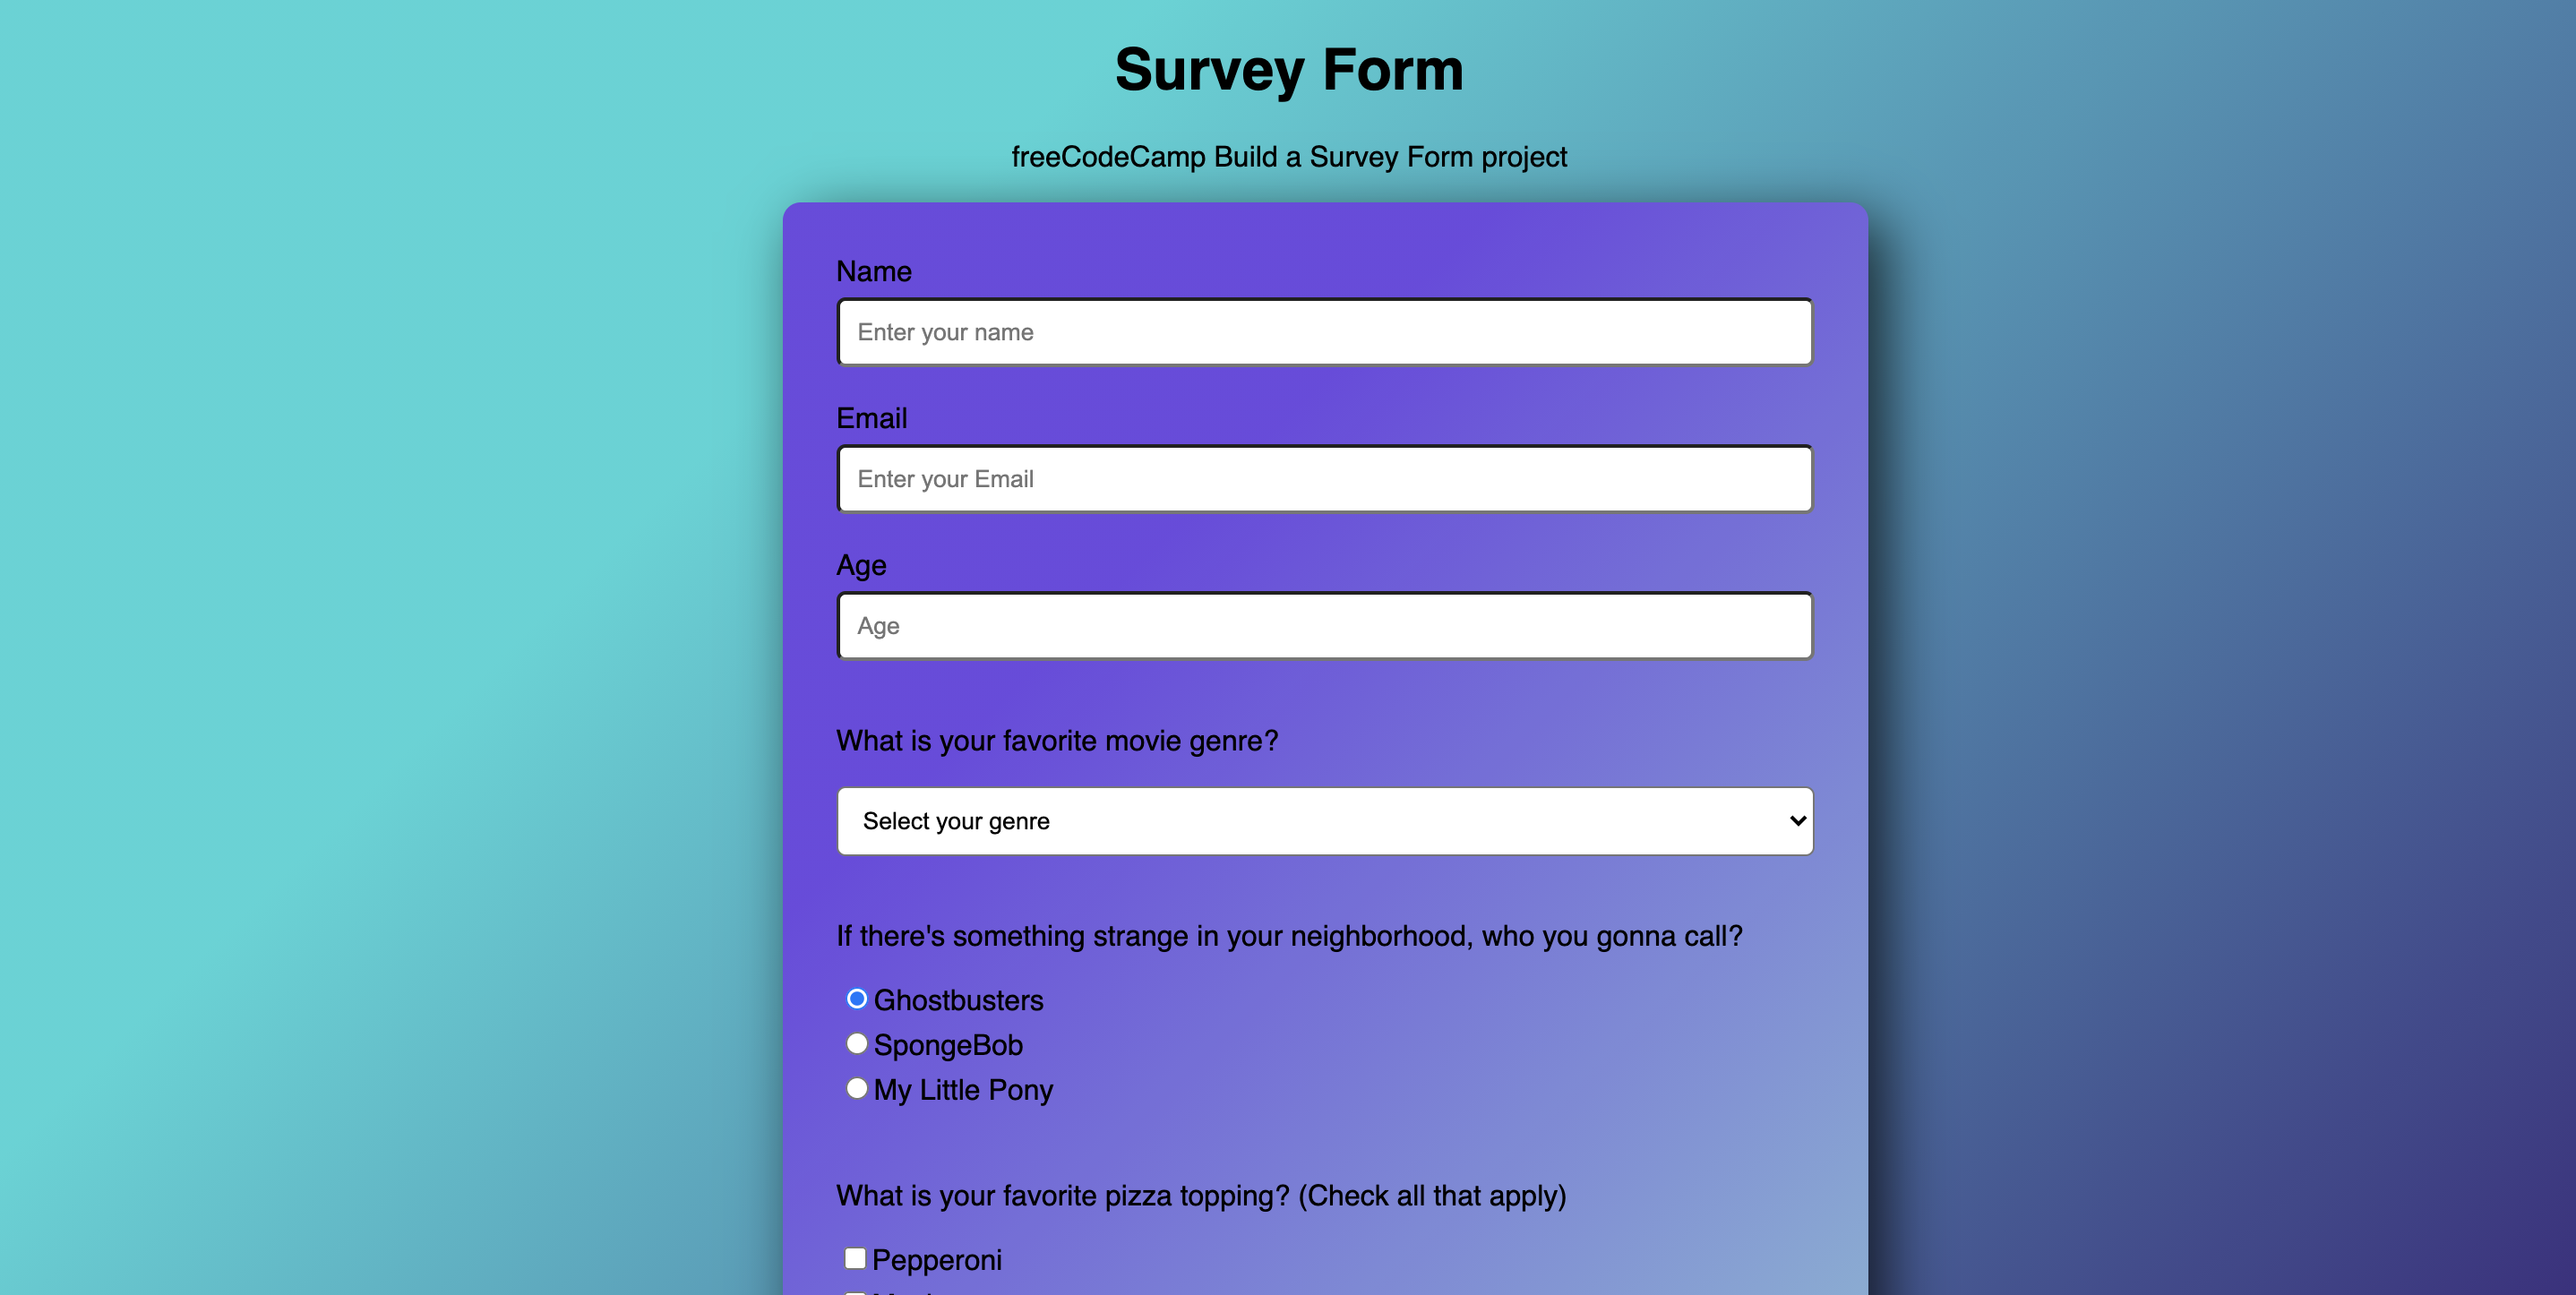 Survey Form
freeCodeCamp Build a Survey Form project
Name
Enter your name
Email
Enter your Email
Age
Age
What is your favorite movie genre?
Select your genre
If there's something strange in your neighborhood, who you gonna call?
Ghostbusters
SpongeBob
My Little Pony
What is your favorite pizza topping? (Check all that apply)
Pepperoni